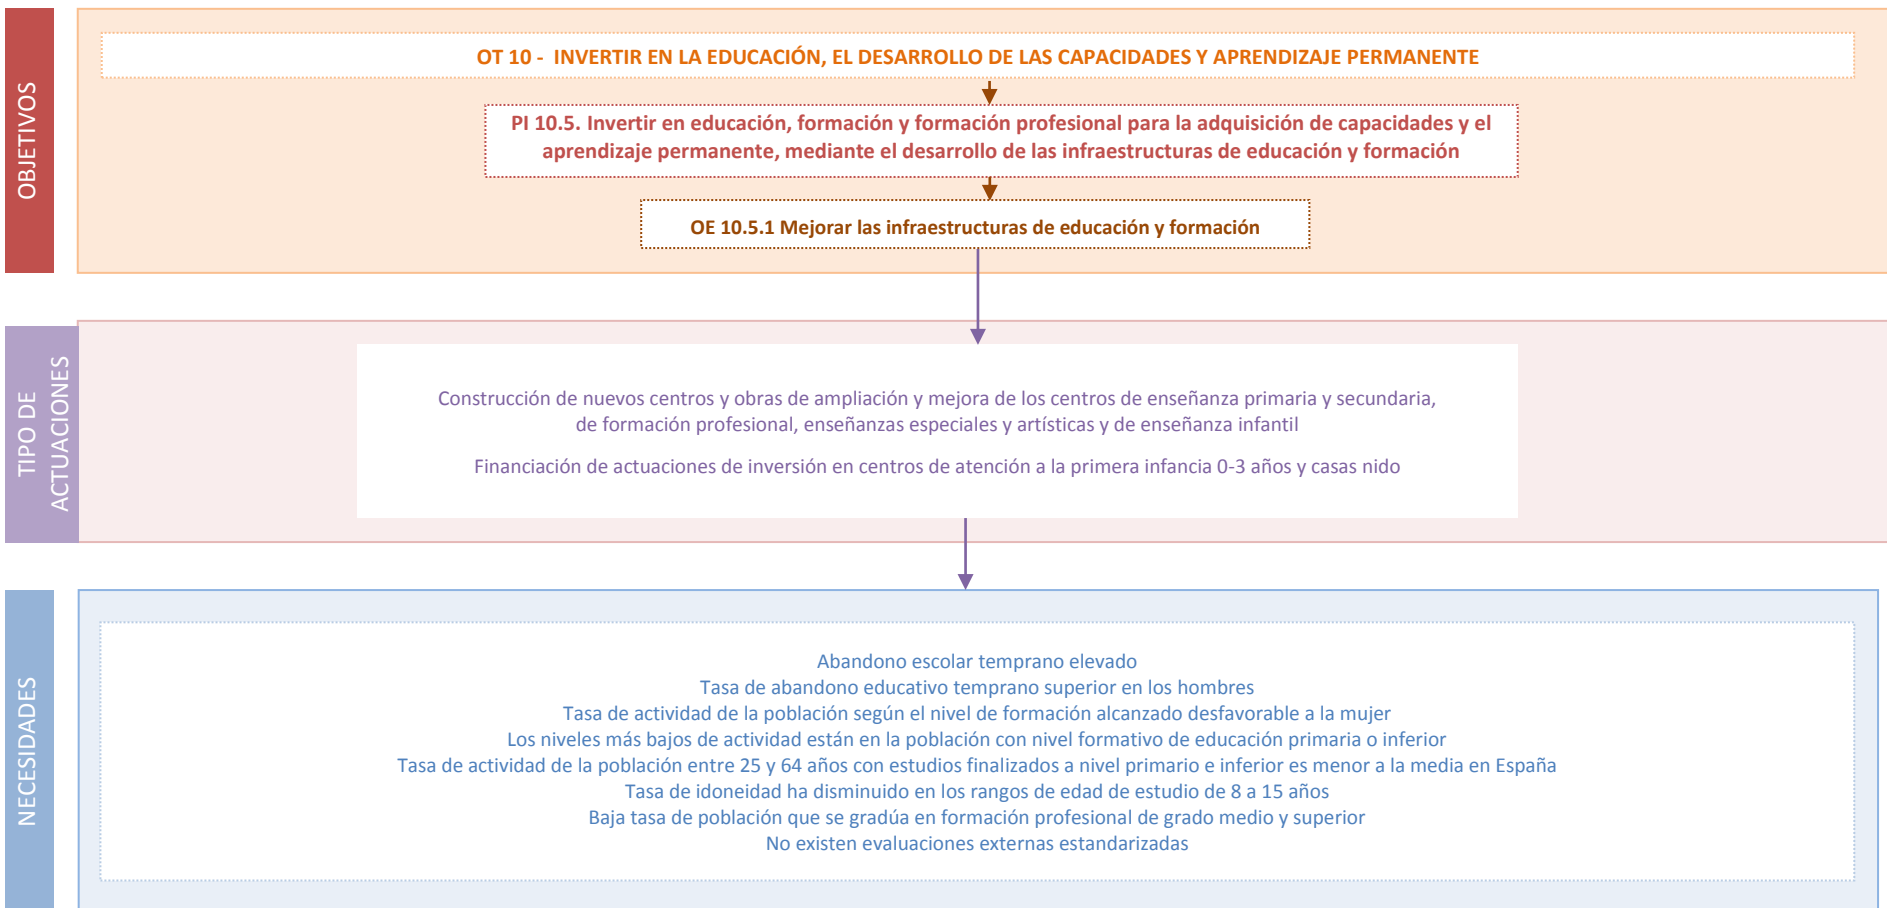 OBJETIVOS
OT 10 - INVERTIR EN LA EDUCACIÓN, EL DESARROLLO DE LAS CAPACIDADES Y APRENDIZAJE PERMANENTE
PI 10.5. Invertir en educación, formación y formación profesional para la adquisición de capacidades y el
aprendizaje permanente, mediante el desarrollo de las infraestructuras de educación y formación
OE 10.5.1 Mejorar las infraestructuras de educación y formación
TIPO DE
ACTUACIONES
Construcción de nuevos centros y obras de ampliación y mejora de los centros de enseñanza primaria y secundaria,
de formación profesional, enseñanzas especiales y artísticas y de enseñanza infantil
Financiación de actuaciones de inversión en centros de atención a la primera infancia 0-3 años y casas nido
NECESIDADES
Abandono escolar temprano elevado
Tasa de abandono educativo temprano superior en los hombres
Tasa de actividad de la población según el nivel de formación alcanzado desfavorable a la mujer
Los niveles más bajos de actividad están en la población con nivel formativo de educación primaria o inferior
Tasa de actividad de la población entre 25 y 64 años con estudios finalizados a nivel primario e inferior es menor a la media en España
Tasa de idoneidad ha disminuido en los rangos de edad de estudio de 8 a 15 años
Baja tasa de población que se gradúa en formación profesional de grado medio y superior
No existen evaluaciones externas estandarizadas